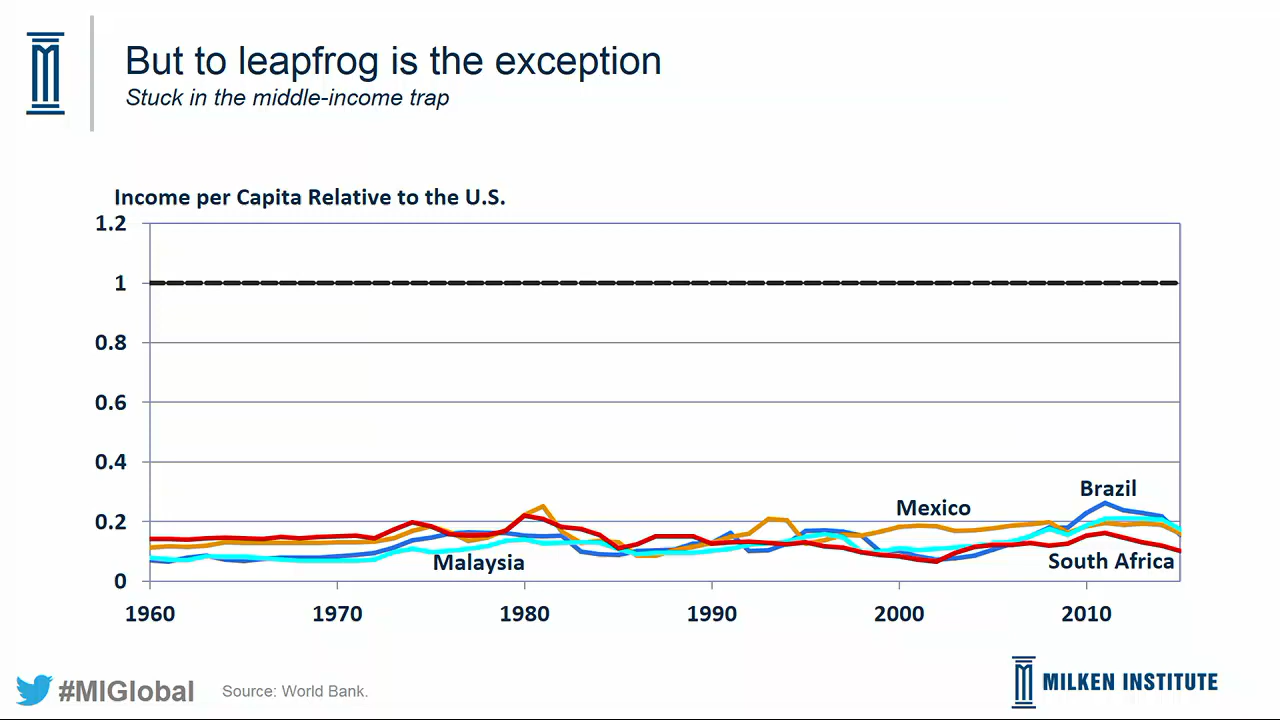 But to leapfrog is the exception
Stuck in the middle-income trap
Income per Capita Relative to the U.S.
1.2
1
0.8
0.6
0.4
0.2
0
Brazil
Mexico
Malaysia
South Africa
1960
1970
1980
1990
2000
2010
#MIGlobal
Source: World Bank.
MILKEN INSTITUTE